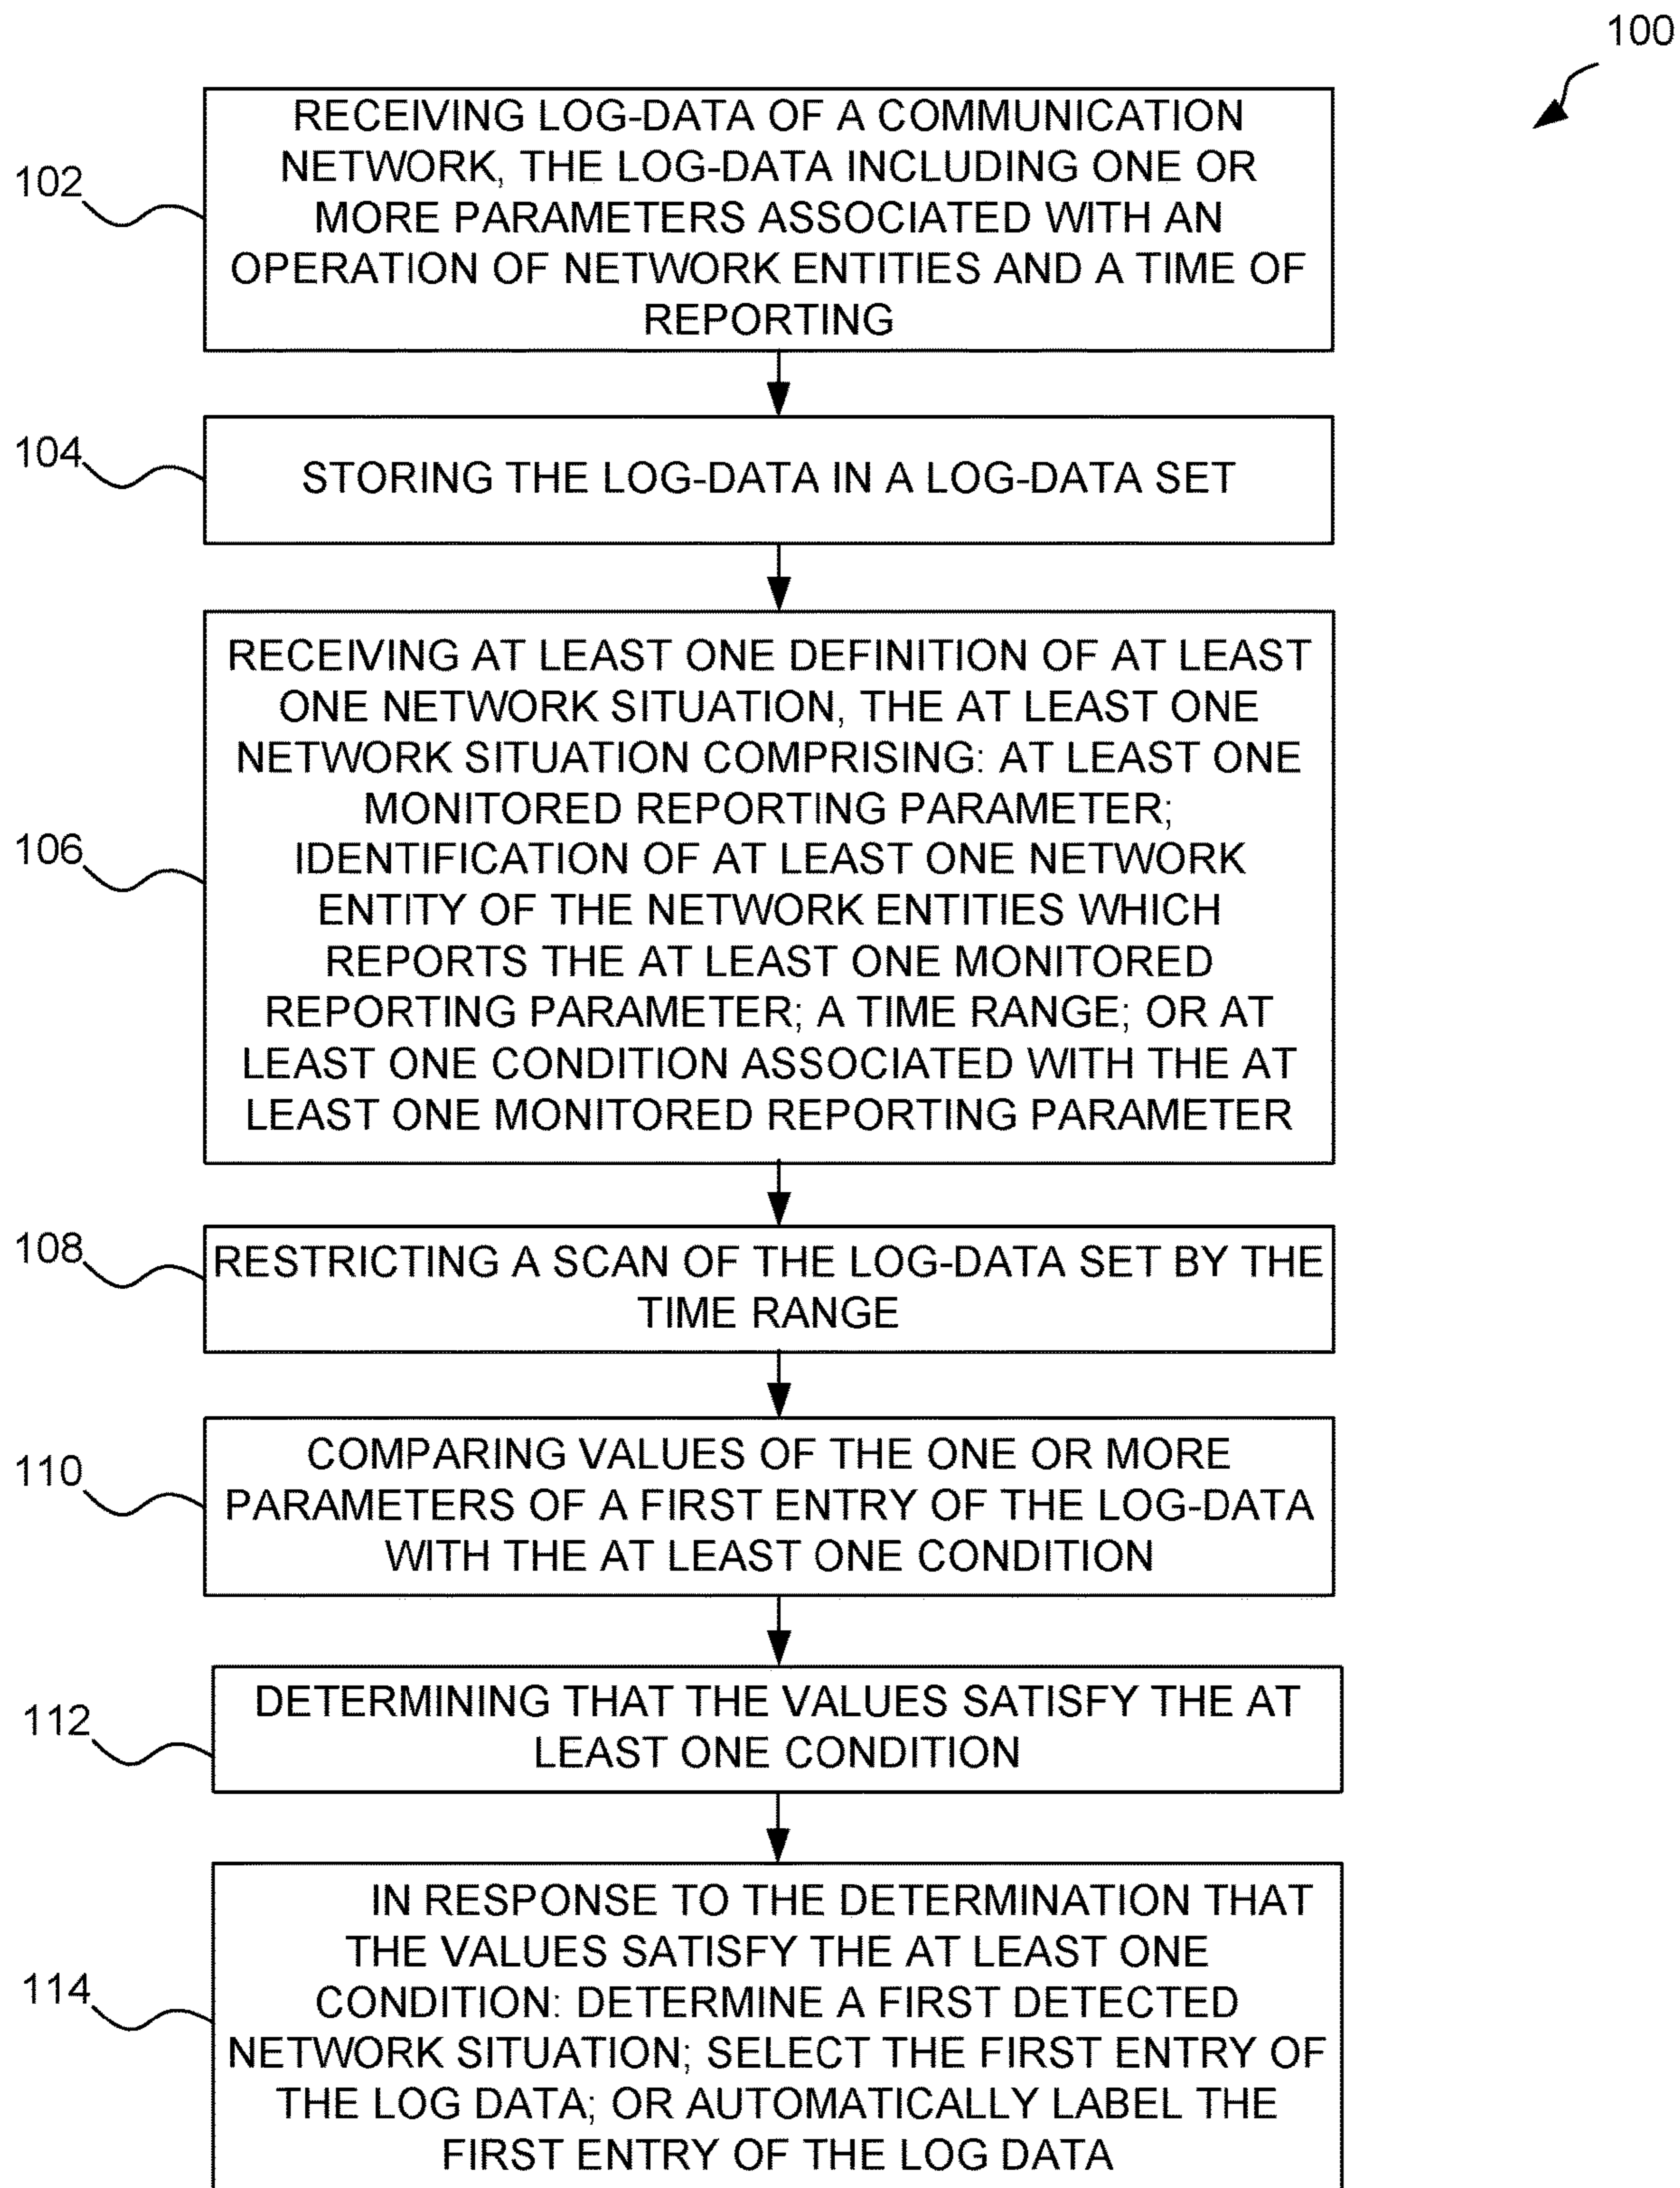 100
102
RECEIVING LOG-DATA OF A COMMUNICATION
NETWORK, THE LOG-DATA INCLUDING ONE OR
MORE PARAMETERS ASSOCIATED WITH AN
OPERATION OF NETWORK ENTITIES AND A TIME OF
REPORTING
104
STORING THE LOG-DATA IN A LOG-DATA SET
106
RECEIVING AT LEAST ONE DEFINITION OF AT LEAST
ONE NETWORK SITUATION, THE AT LEAST ONE
NETWORK SITUATION COMPRISING: AT LEAST ONE
MONITORED REPORTING PARAMETER;
IDENTIFICATION OF AT LEAST ONE NETWORK
ENTITY OF THE NETWORK ENTITIES WHICH
REPORTS THE AT LEAST ONE MONITORED
REPORTING PARAMETER; A TIME RANGE; OR AT
LEAST ONE CONDITION ASSOCIATED WITH THE AT
LEAST ONE MONITORED REPORTING PARAMETER
108
RESTRICTING A SCAN OF THE LOG-DATA SET BY THE
TIME RANGE
110
COMPARING VALUES OF THE ONE OR MORE
PARAMETERS OF A FIRST ENTRY OF THE LOG-DATA
WITH THE AT LEAST ONE CONDITION
112
DETERMINING THAT THE VALUES SATISFY THE AT
LEAST ONE CONDITION
114
IN RESPONSE TO THE DETERMINATION THAT
THE VALUES SATISFY THE AT LEAST ONE
CONDITION: DETERMINE A FIRST DETECTED
NETWORK SITUATION; SELECT THE FIRST ENTRY OF
THE LOG DATA; OR AUTOMATICALLY LABEL THE
FIRST ENTRY OF THE LOG DATA